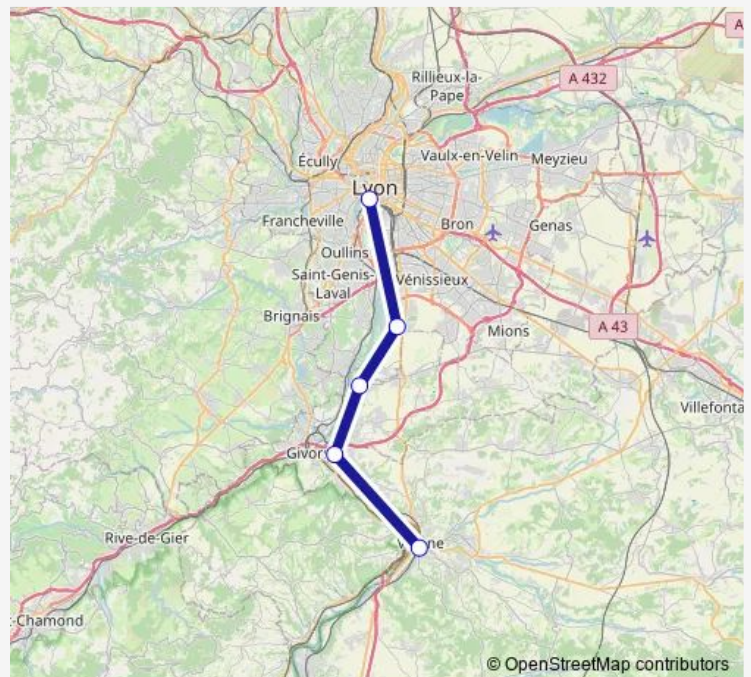 A
Rillieux-la-
Pape
A 432
Écully
Vaulx-en-Velin
Meyzieu
Lyon
Francheville
Bron
Genas
Oullins
Saint-Genis-
Laval
Vénissieux
Brignais
Mions
A 43
Villefonta
Givor
Rive-de-Gier
ne
-Chamond
© OpenStreetMap contributors